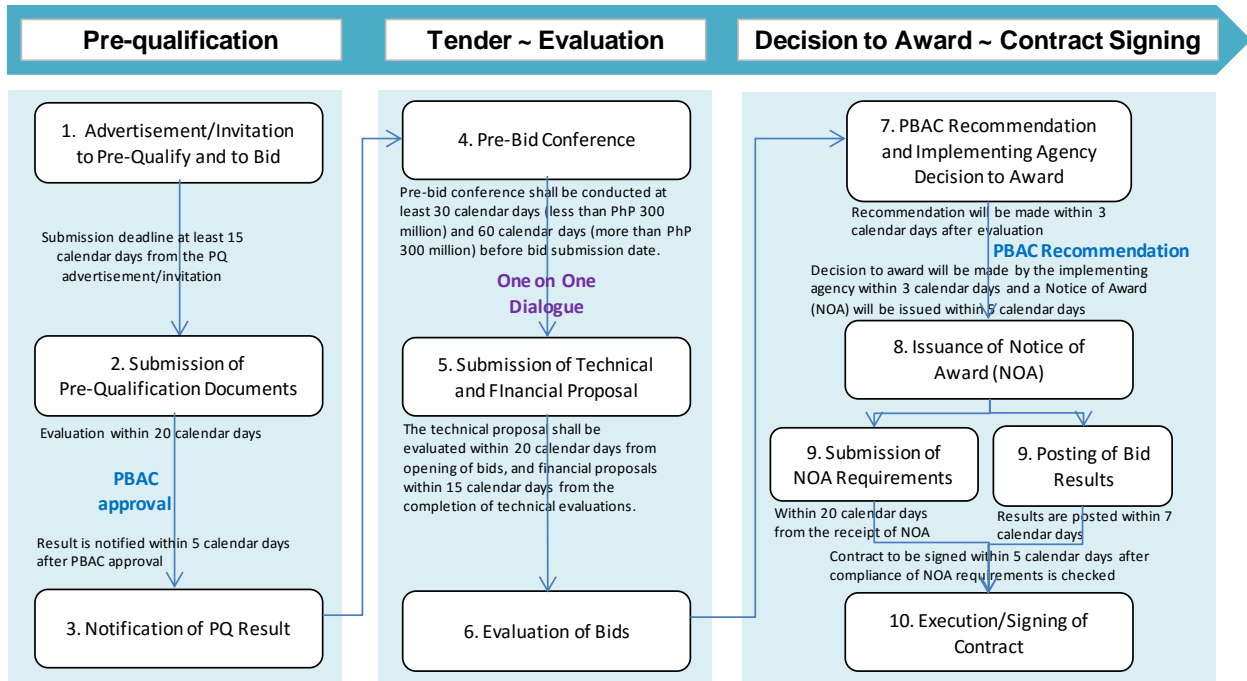 Pre-qualification
Tender ~ Evaluation
Decision to Award ~ Contract Signing
1. Advertisement/Invitation
to Pre-Qualify and to Bid
Submission deadline at least 15
calendar days from the PQ
advertisement/invitation
2. Submission of
Pre-Qualification Documents
Evaluation within 20 calendar days
PBAC
approval
Result is notified within 5 calendar days
after PBAC approval
3. Notification of PQ Result
4. Pre-Bid Conference
Pre-bid conference shall be conducted at
least 30 calendar days (less than PhP 300
million) and 60 calendar days (more than PhP
300 million) before bid submission date.
One on One
Dialogue
5. Submission of Technical
and FInancial Proposal
The technical proposal shall be
evaluated within 20 calendar days from
opening of bids, and financial proposals
within 15 calendar days from the
completion of technical evaluations.
6. Evaluation of Bids
7. PBAC Recommendation
and Implementing Agency
Decision to Award
Recommendation will be made within 3
calendar days after evaluation
PBAC Recommendation
Decision to award will be made by the implementing
agency within 3 calendar days and a Notice of Award
(NOA) will be issued within 5 calendar days
8. Issuance of Notice of
Award (NOA)
9. Submission of
NOA Requirements
Within 20 calendar days
from the receipt of NOA
9. Posting of Bid
Results
Results are posted within 7
calendar days
Contract to be signed within 5 calendar days after
compliance of NOA requirements is checked
10. Execution/Signing of
Contract